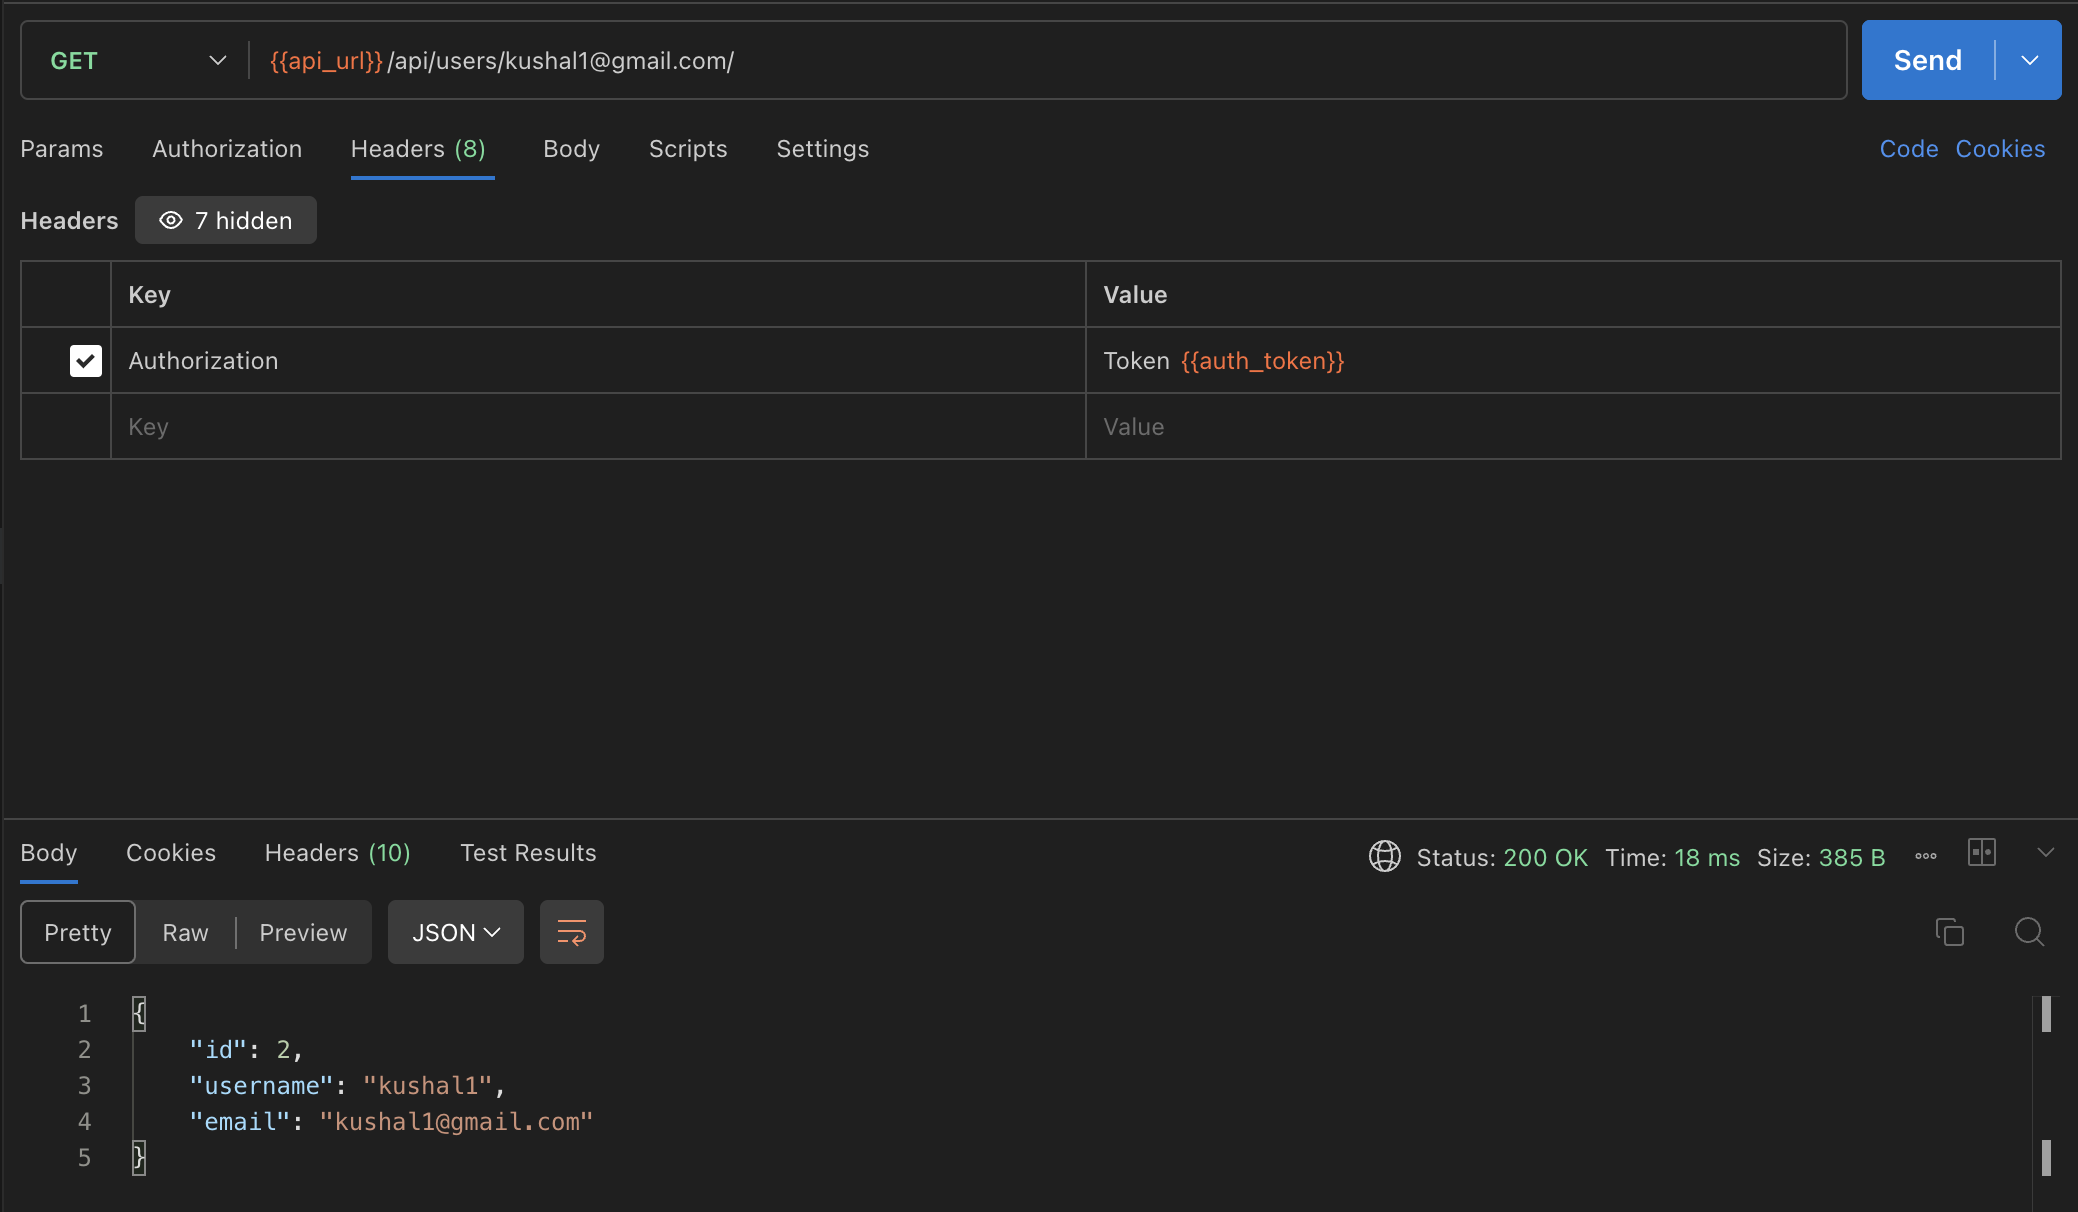 GET {{api_url}}/api/users/kushal1@gmail.com/ Send
Params Authorization Headers (8) Body Scripts Settings Code Cookies
Headers 7 hidden
Key Value
Authorization Token {{auth_token}}
Key Value
Body Cookies Headers (10) Test Results Status: 200 OK Time: 18 ms Size: 385 B
Pretty Raw Preview JSON
1 {
2 "id": 2,
3 "username": "kushal1",
4 "email": "kushal1@gmail.com"
5 }